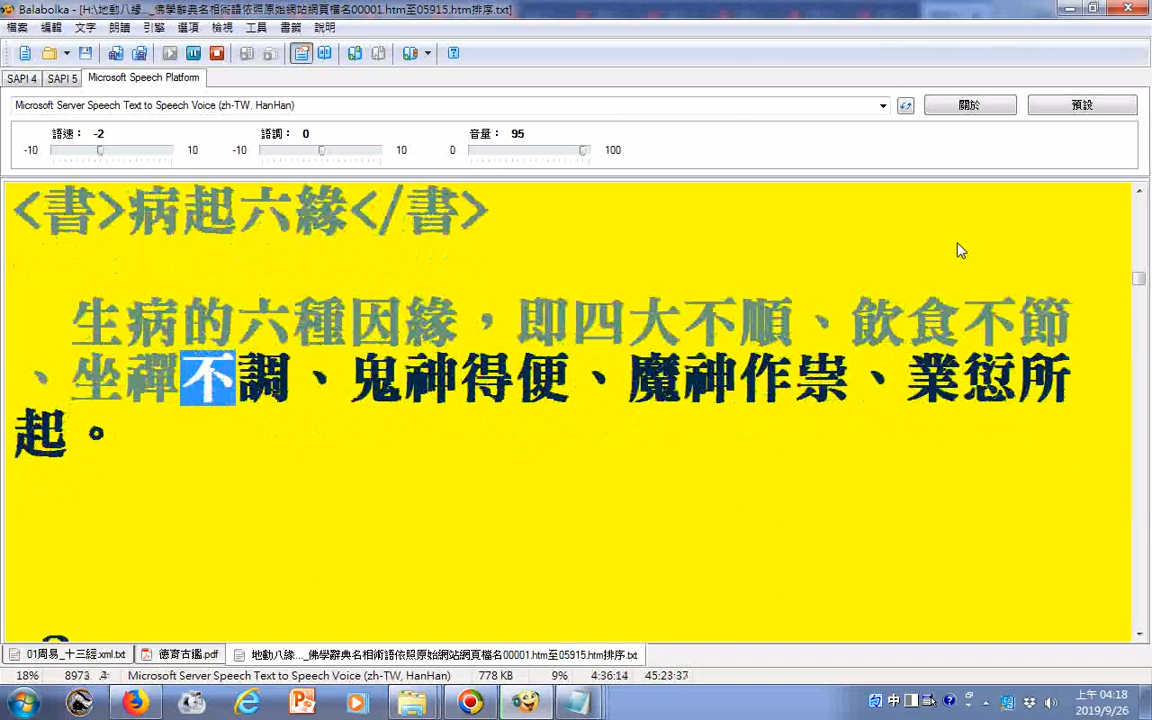 Balabolka - [H:\地動八緣..._佛學辭典名相術語依照原始網站網頁檔名00001.htm至05915.htm排序.txt]
檔案 編輯 文字 朗讀 引擎 選項 檢視 工具 書籤 說明
SAPI 4 SAPI 5 Microsoft Speech Platform
Microsoft Server Speech Text to Speech Voice (zh-TW, HanHan) 關於 預設
語速： -2 語調： 0 音量： 95
-10 10 -10 10 0 100
<書>病起六緣</書>
生病的六種因緣，即四大不順、飲食不節
、坐禪不調、鬼神得便、魔神作祟、業愆所
起。
01周易_十三經.xml.txt 德育古鑑.pdf 地動八緣..._佛學辭典名相術語依照原始網站網頁檔名00001.htm至05915.htm排序.txt
18% 8973 Microsoft Server Speech Text to Speech Voice (zh-TW, HanHan) 778 KB 9% 4:36:14 45:23:37
中 上午 04:18
2019/9/26